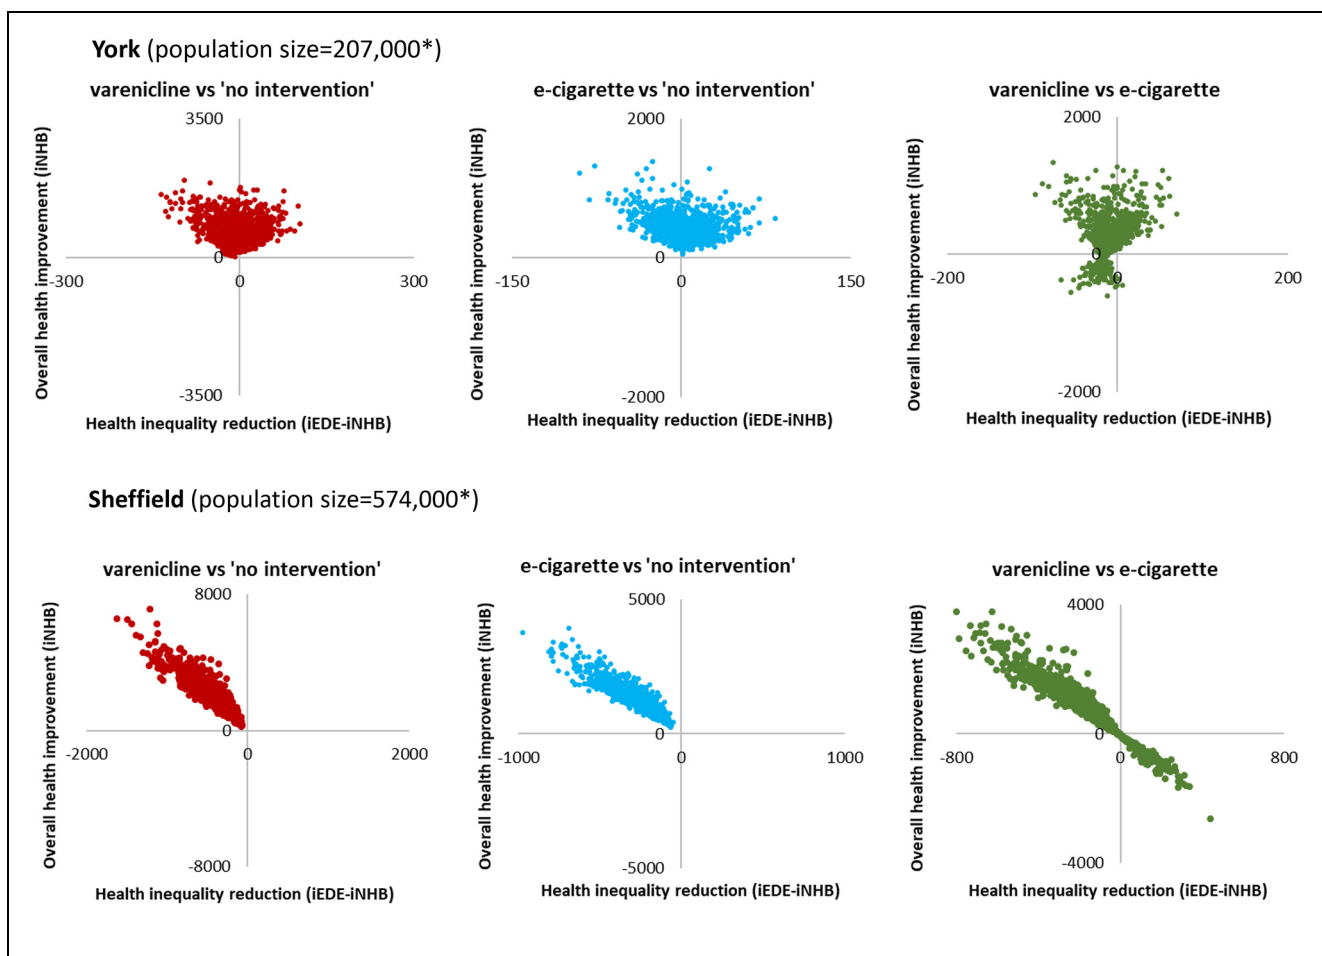 York (population size=207,000*)
varenicline vs 'no intervention'
3500
0
-300
300
-3500
Overall health improvement (iNHB)
Health inequality reduction (iEDE-iNHB)
e-cigarette vs 'no intervention'
2000
0
-150
0
150
-2000
Overall health improvement (iNHB)
Health inequality reduction (iEDE-iNHB)
varenicline vs e-cigarette
2000
0
-200
0
200
-2000
Overall health improvement (iNHB)
Health inequality reduction (iEDE-iNHB)
Sheffield (population size=574,000*)
varenicline vs 'no intervention'
8000
0
-2000
0
2000
-8000
Overall health improvement (iNHB)
Health inequality reduction (iEDE-iNHB)
e-cigarette vs 'no intervention'
5000
0
-1000
0
1000
-5000
Overall health improvement (iNHB)
Health inequality reduction (iEDE-iNHB)
varenicline vs e-cigarette
4000
0
-800
0
800
-4000
Overall health improvement (iNHB)
Health inequality reduction (iEDE-iNHB)